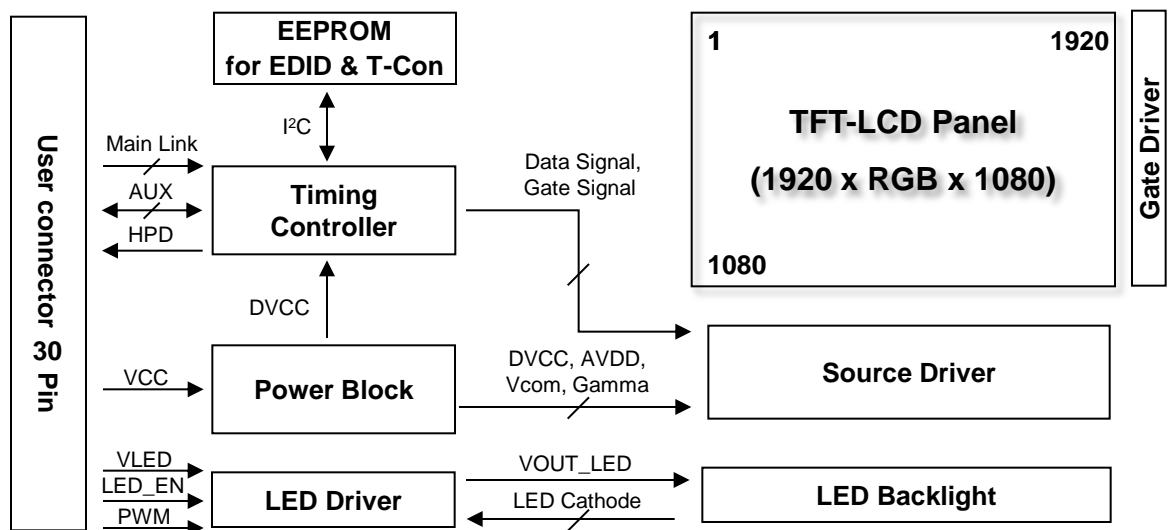 EEPROM
for EDID & T-Con
I²C
User connector 30 Pin
Main Link
AUX
HPD
Timing
Controller
Data Signal,
Gate Signal
1
1920
TFT-LCD Panel
(1920 x RGB x 1080)
1080
Gate Driver
DVCC
VCC
Power Block
DVCC, AVDD,
Vcom, Gamma
Source Driver
VLED
LED_EN
PWM
LED Driver
VOUT_LED
LED Cathode
LED Backlight